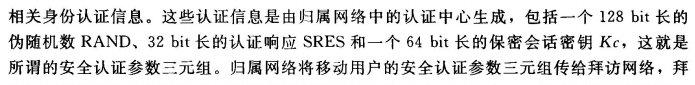 相关身份认证信息。这些认证信息是由归属网络中的认证中心生成，包括一个 128 bit 长的
伪随机数 RAND、32 bit 长的认证响应 SRES 和一个 64 bit 长的保密会话密钥 Kc，这就是
所谓的安全认证参数三元组。归属网络将移动用户的安全认证参数三元组传给拜访网络，拜